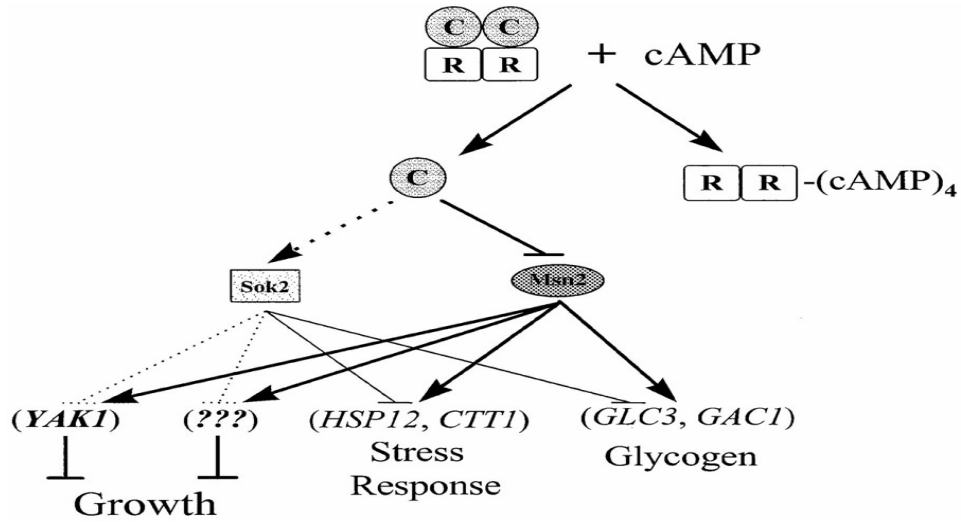 C C
R R + cAMP
C
R R -(cAMP)4
Sok2 Msn2
(YAK1) (???) (HSP12, CTT1) (GLC3, GAC1)
Stress Glycogen
Response
Growth